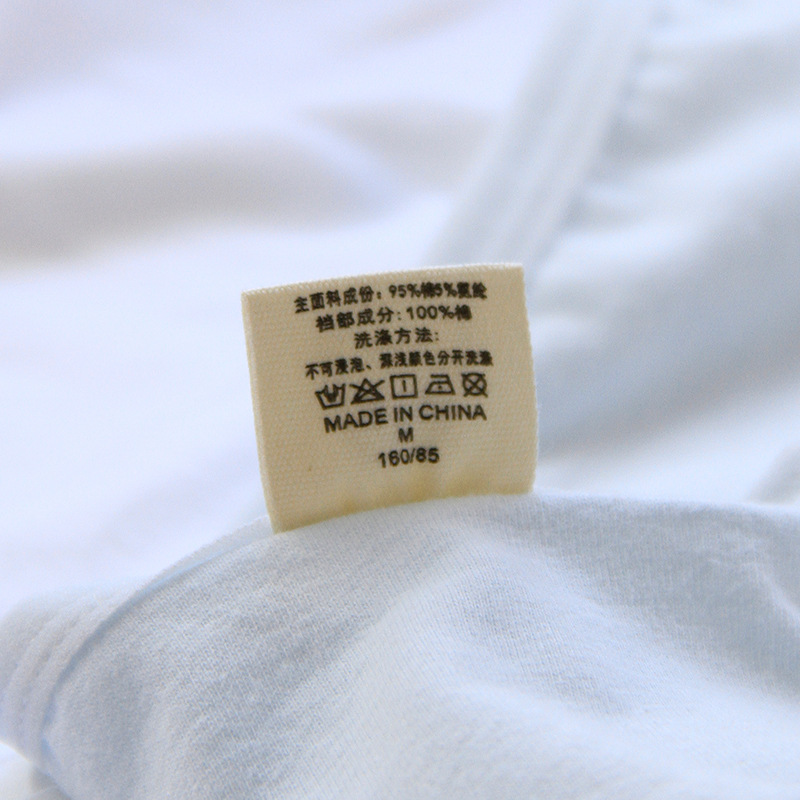 主面料成份：95%棉5%氨纶
挡部成分：100%棉
洗涤方法：
不可浸泡、深浅颜色分开洗涤
MADE IN CHINA
M
160/85